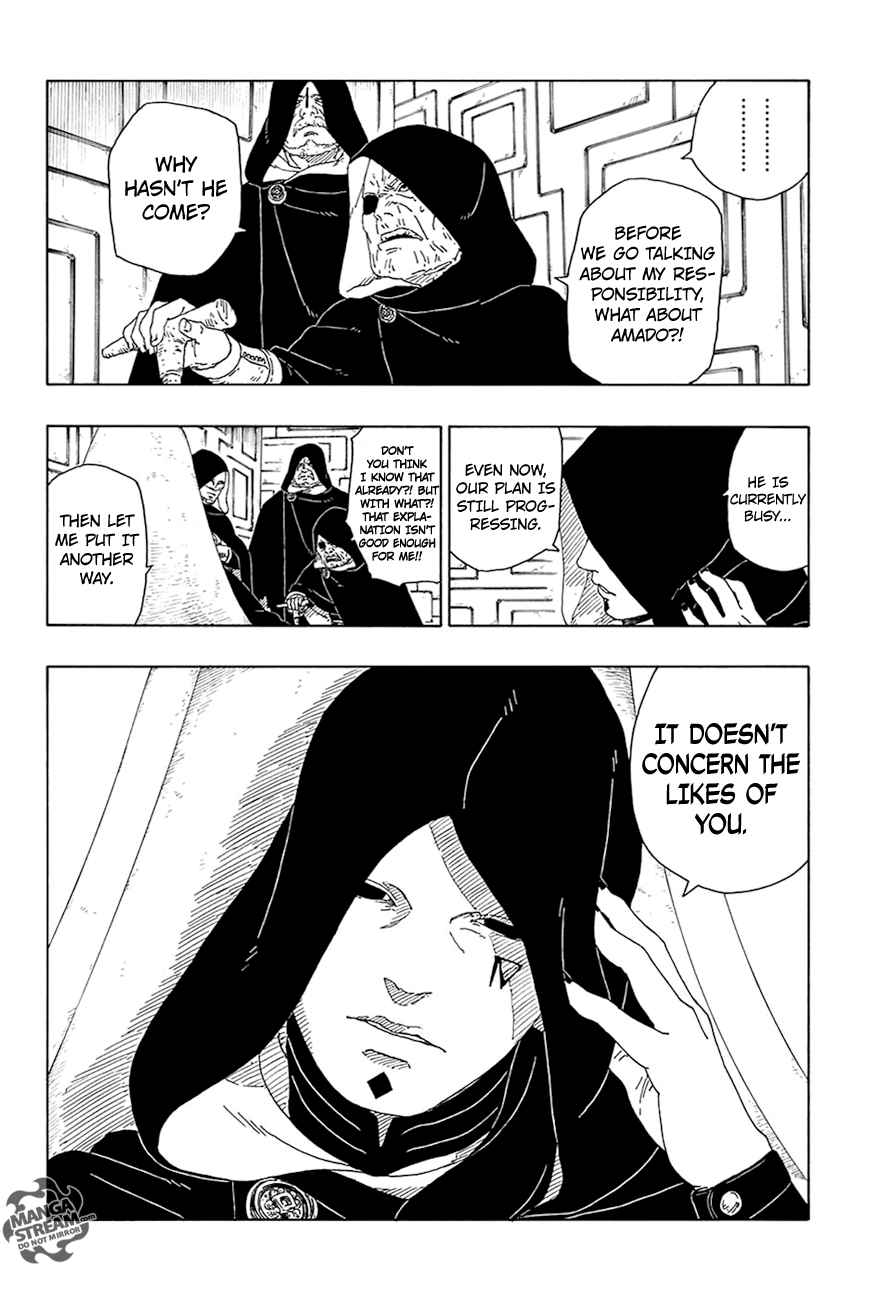 .........
.........
BEFORE
WE GO TALKING
ABOUT MY RES-
PONSIBILITY,
WHAT ABOUT
AMADO?!
WHY
HASN'T HE
COME?
HE IS
CURRENTLY
BUSY...
EVEN NOW,
OUR PLAN IS
STILL PROG-
RESSING.
DON'T
YOU THINK
I KNOW THAT
ALREADY?! BUT
WITH WHAT?!
THAT EXPLA-
NATION ISN'T
GOOD ENOUGH
FOR ME!!
THEN LET
ME PUT IT
ANOTHER
WAY.
IT DOESN'T
CONCERN THE
LIKES OF
YOU.
MANGA
STREAM.com
DO NOT MIRROR